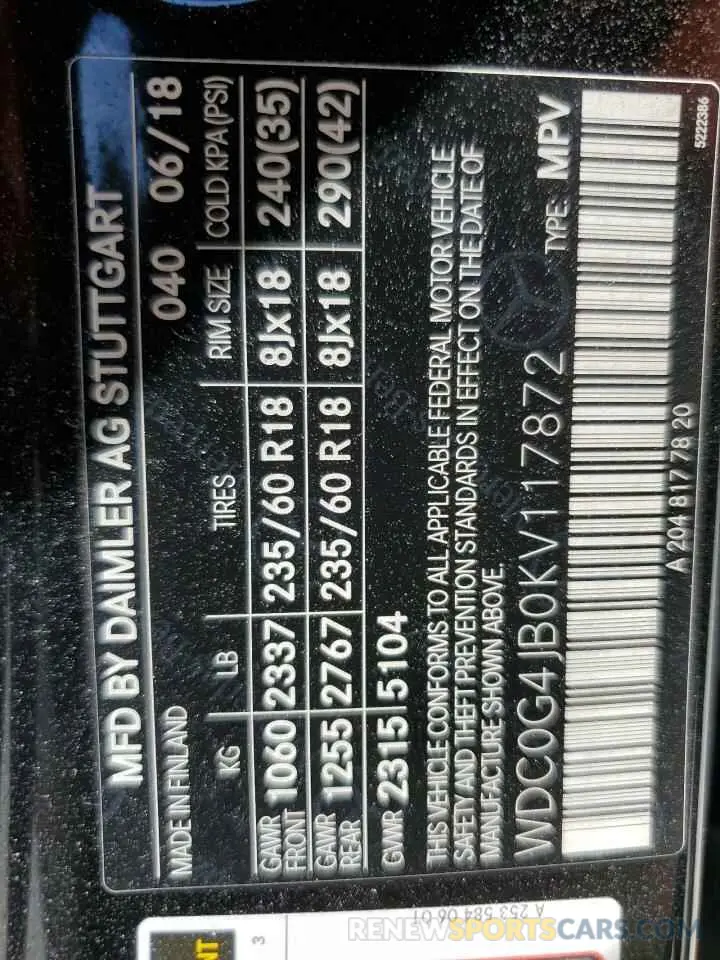 MFD BY DAIMLER AG STUTTGART
MADE IN FINLAND 040 06/18
KG LB TIRES RIM SIZE COLD KPA(PSI)
GAWR FRONT 1060 2337 235/60 R18 8Jx18 240(35)
GAWR REAR 1255 2767 235/60 R18 8Jx18 290(42)
GWR 2315 5104
THIS VEHICLE CONFORMS TO ALL APPLICABLE FEDERAL MOTOR VEHICLE
SAFETY AND THEFT PREVENTION STANDARDS IN EFFECT ON THE DATE OF
MANUFACTURE SHOWN ABOVE.
WDC0G4JB0KV117872 TYPE: MPV
A 204 817 78 20
5222386
A 253 584 06 01
3
RENEWSPORTSCARS.COM